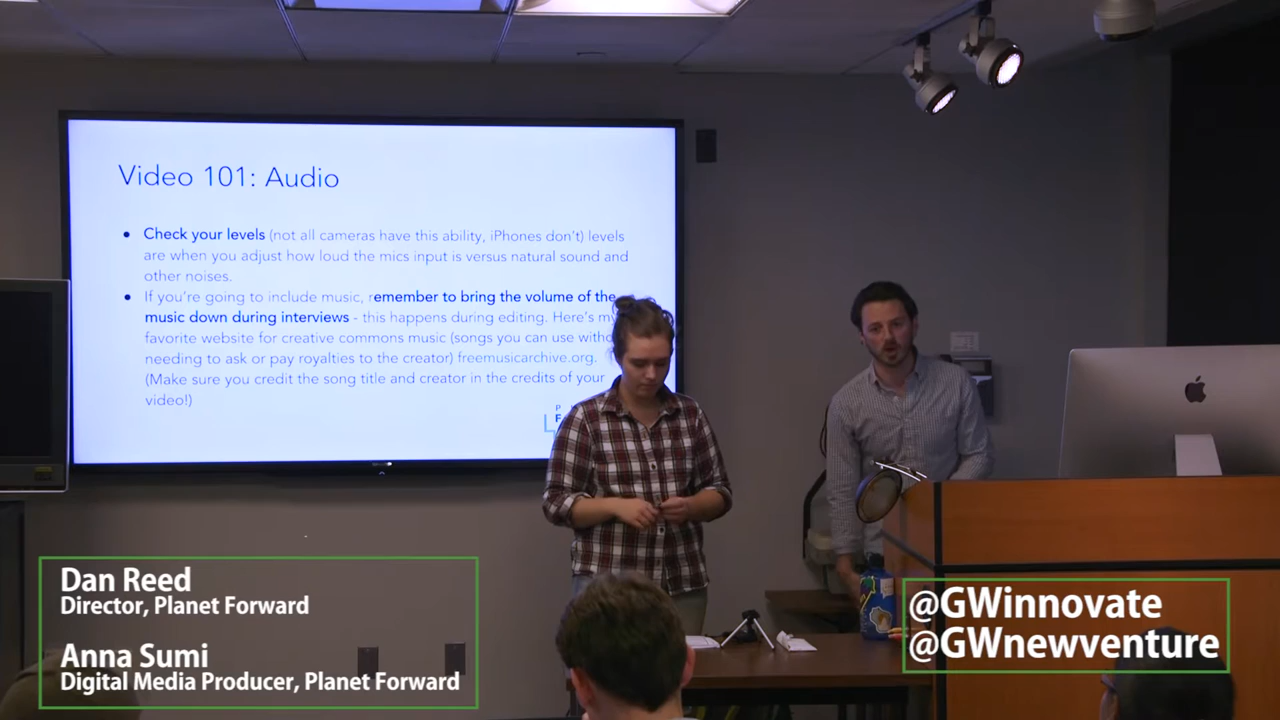 Video 101: Audio
• Check your levels (not all cameras have this ability, iPhones don't) levels
are when you adjust how loud the mics input is versus natural sound and
other noises.
• If you're going to include music, remember to bring the volume of the
music down during interviews - this happens during editing. Here's my
favorite website for creative commons music (songs you can use
needing to ask or pay royalties to the creator) freemusicarchive.org.
(Make sure you credit the song title and creator in the credits of your
video!)
Dan Reed
Director, Planet Forward
Anna Sumi
Digital Media Producer, Planet Forward
@GWinnovate
@GWnewventure